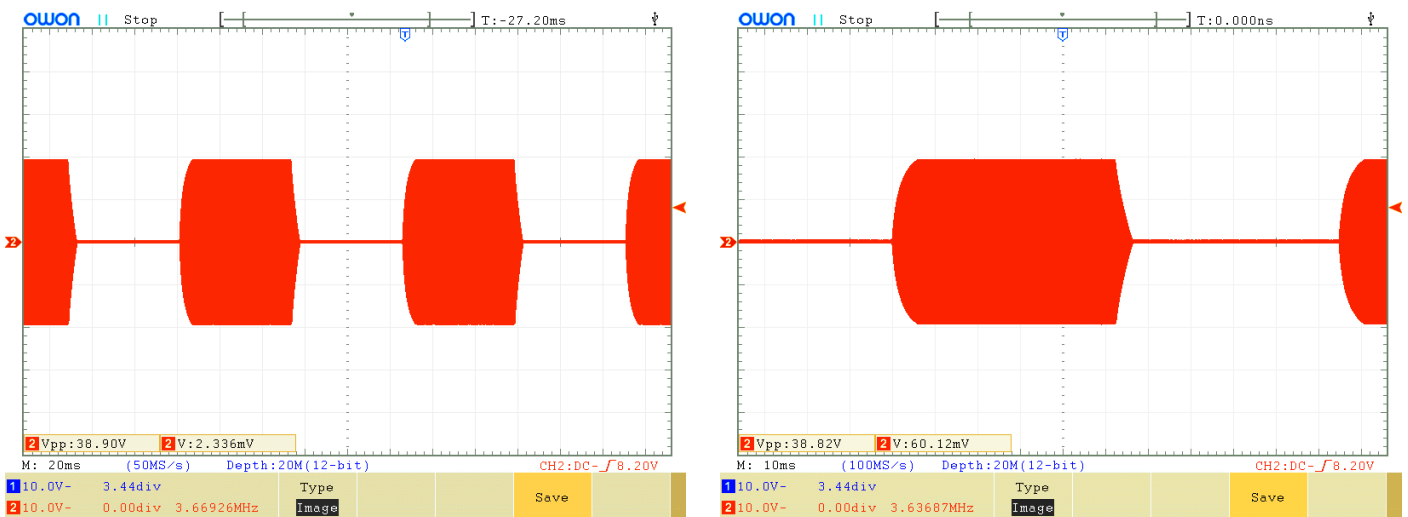 OWON Stop T:-27.20ms
T
2
2 Vpp:38.90V 2 V:2.336mV
M: 20ms (50MS/s) Depth:20M(12-bit) CH2:DC-8.20V
1 10.0V- 3.44div Type
Save
2 10.0V- 0.00div 3.66926MHz Image
OWON Stop T:0.000ns
T
2
2 Vpp:38.82V 2 V:60.12mV
M: 10ms (100MS/s) Depth:20M(12-bit) CH2:DC-8.20V
1 10.0V- 3.44div Type
Save
2 10.0V- 0.00div 3.63687MHz Image